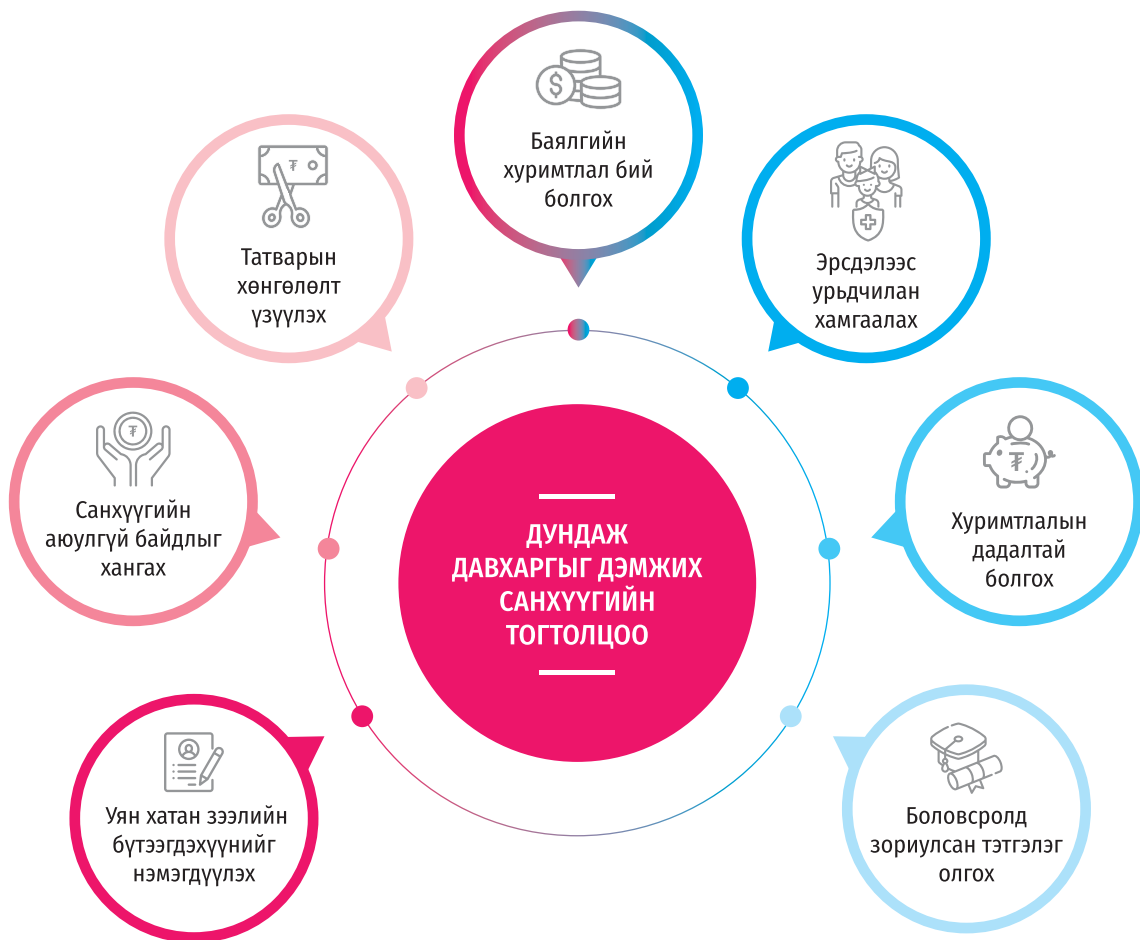 Баялгийн
хуримтлал бий
болгох
Татварын
хөнгөлөлт
үзүүлэх
Эрсдэлээс
урьдчилан
хамгаалах
Санхүүгийн
аюулгүй байдлыг
хангах
Хуримтлалын
дадалтай
болгох
ДУНДАЖ
ДАВХАРГЫГ ДЭМЖИХ
САНХҮҮГИЙН
ТОГТОЛЦОО
Уян хатан зээлийн
бүтээгдэхүүнийг
нэмэгдүүлэх
Боловсролд
зориулсан тэтгэлэг
олгох